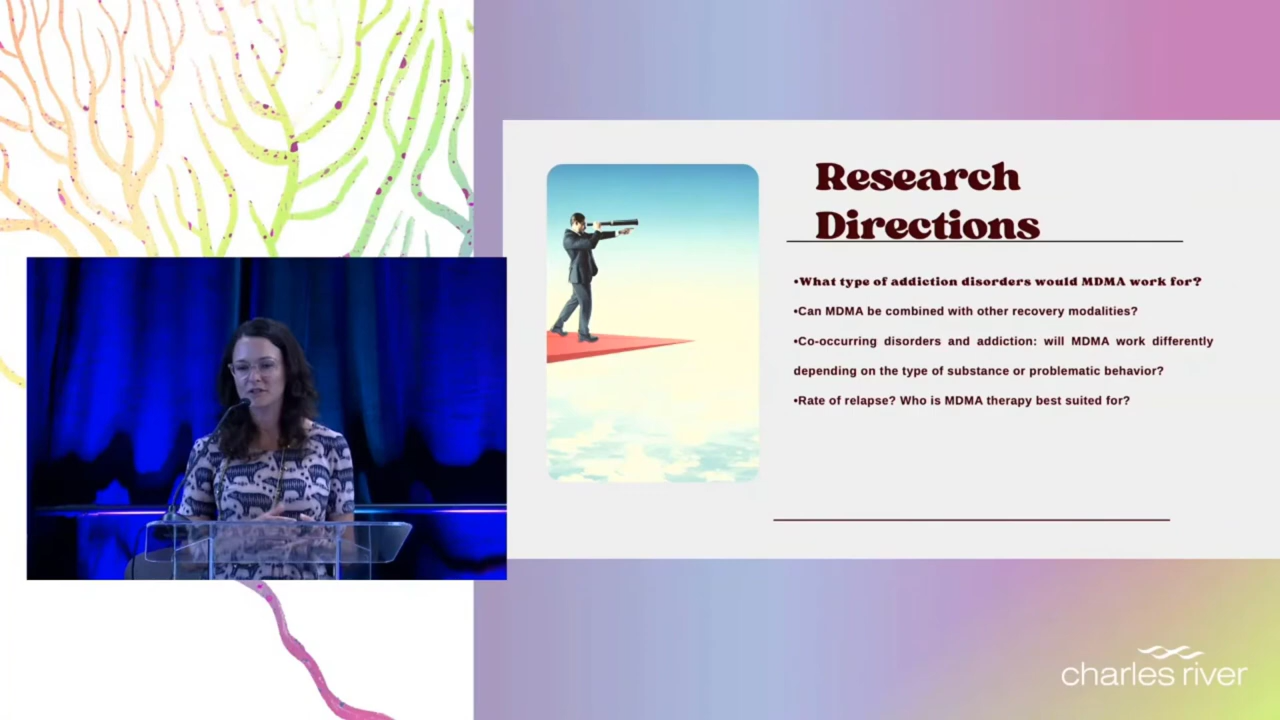 Research
Directions
•What type of addiction disorders would MDMA work for?
•Can MDMA be combined with other recovery modalities?
•Co-occurring disorders and addiction: will MDMA work differently
depending on the type of substance or problematic behavior?
•Rate of relapse? Who is MDMA therapy best suited for?
charles river